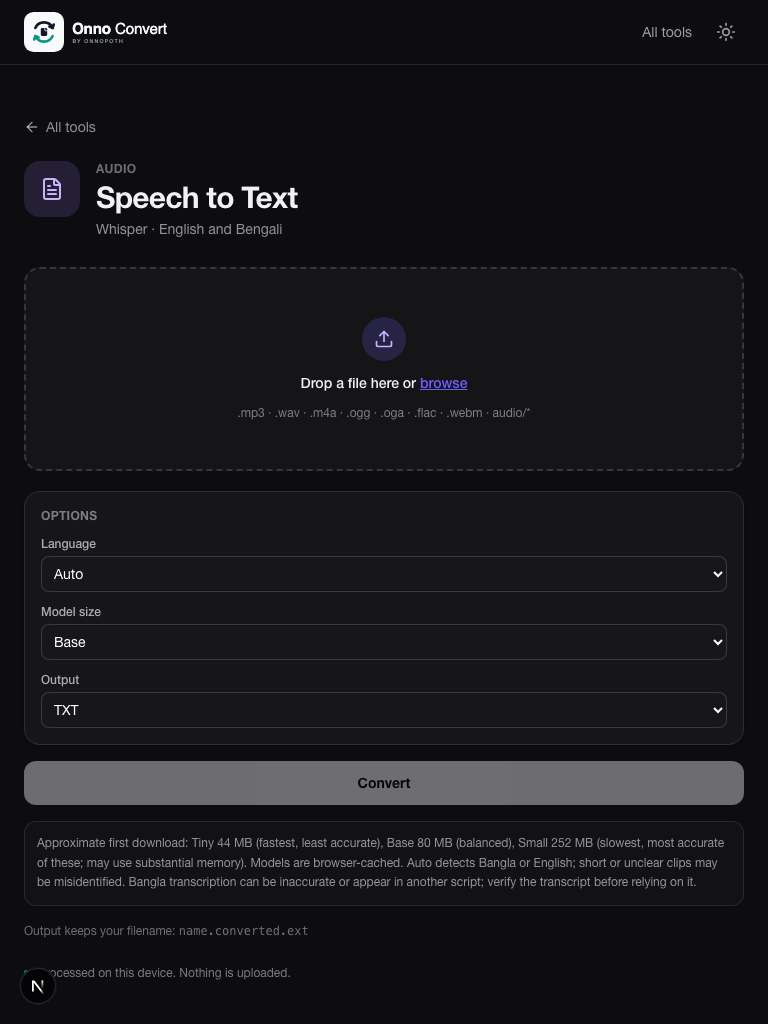 Onno Convert
BY ONNOPOTH
All tools
All tools
AUDIO
Speech to Text
Whisper · English and Bengali
Drop a file here or browse
.mp3 · .wav · .m4a · .ogg · .oga · .flac · .webm · audio/*
OPTIONS
Language
Auto
Model size
Base
Output
TXT
Convert
Approximate first download: Tiny 44 MB (fastest, least accurate), Base 80 MB (balanced), Small 252 MB (slowest, most accurate
of these; may use substantial memory). Models are browser-cached. Auto detects Bangla or English; short or unclear clips may
be misidentified. Bangla transcription can be inaccurate or appear in another script; verify the transcript before relying on it.
Output keeps your filename: name.converted.ext
on this device. Nothing is uploaded.
N